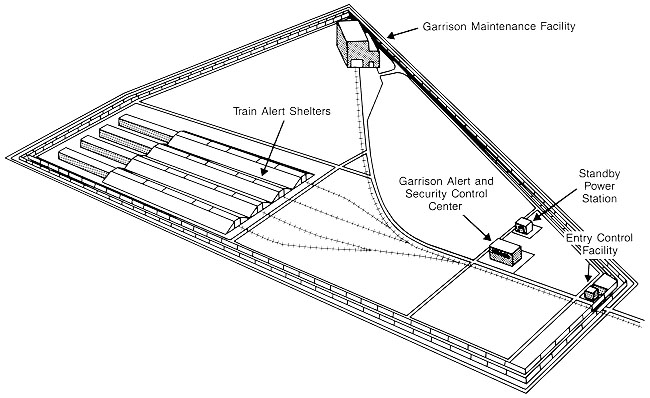 Garrison Maintenance Facility
Train Alert Shelters
Garrison Alert and
Security Control
Center
Standby
Power
Station
Entry Control
Facility